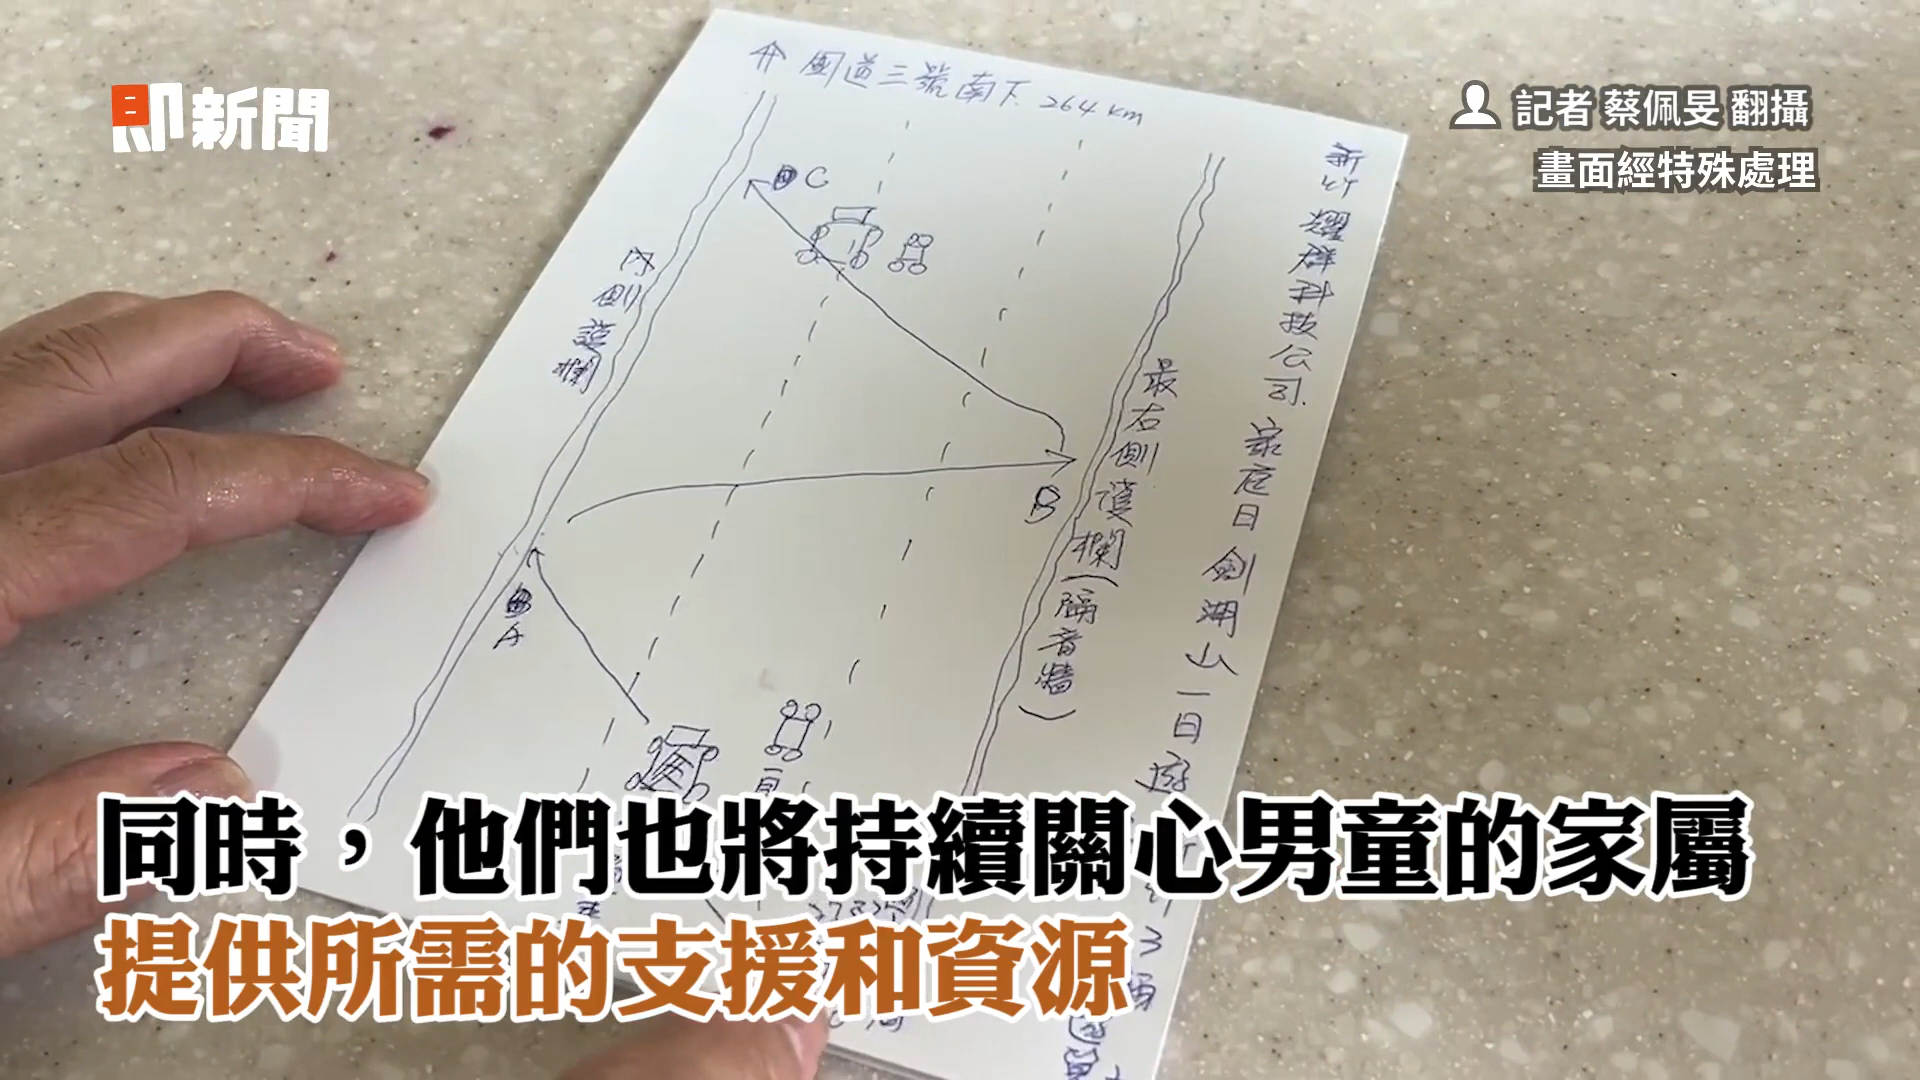 即新聞
記者 蔡佩旻 翻攝
畫面經特殊處理
國道三號南下 264 km
C
內側護欄
新竹 耀群科技公司. 家庭日 劍湖山 一日遊
最右側護欄(隔音牆)
B
A
同時，他們也將持續關心男童的家屬
提供所需的支援和資源